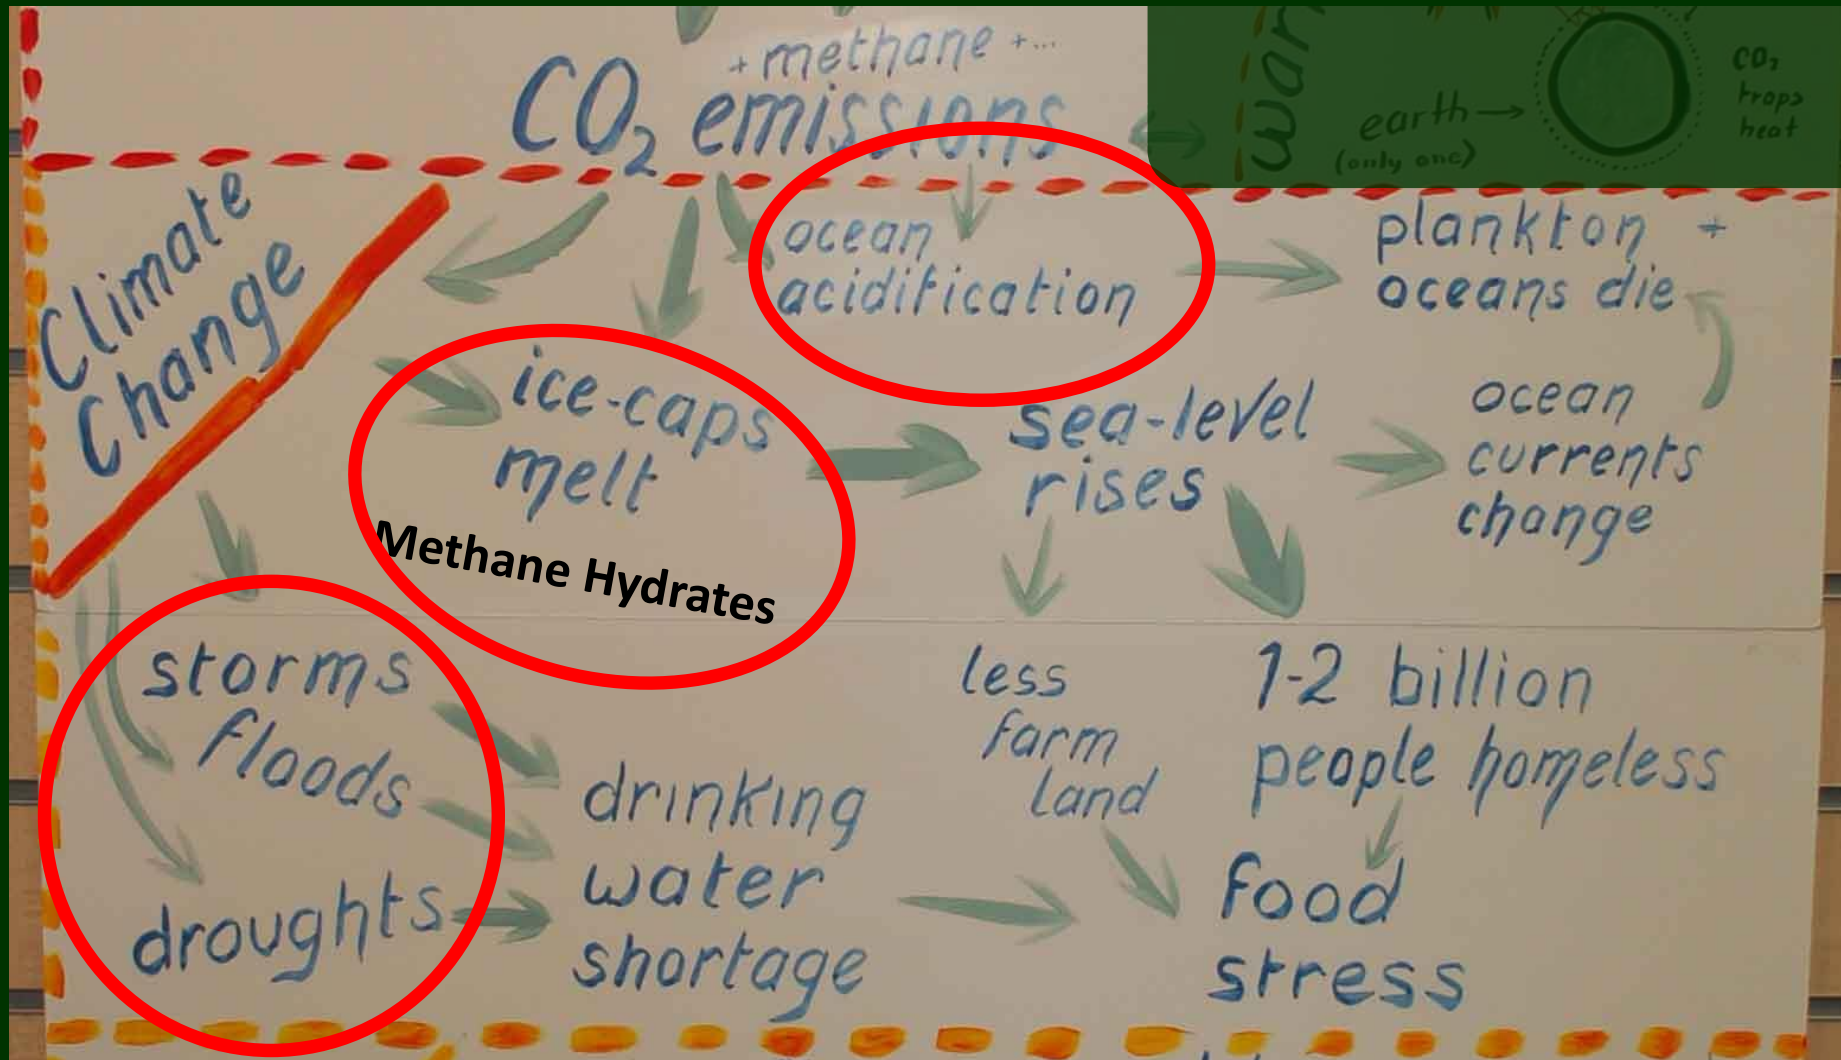 + methane +...
CO₂ emissions
war
earth
(only one)
CO₂
traps
heat
Climate
Change
ocean
acidification
plankton +
oceans die
ice-caps
melt
Methane Hydrates
sea-level
rises
ocean
currents
change
storms
floods
droughts
drinking
water
shortage
less
farm
land
1-2 billion
people homeless
food
stress